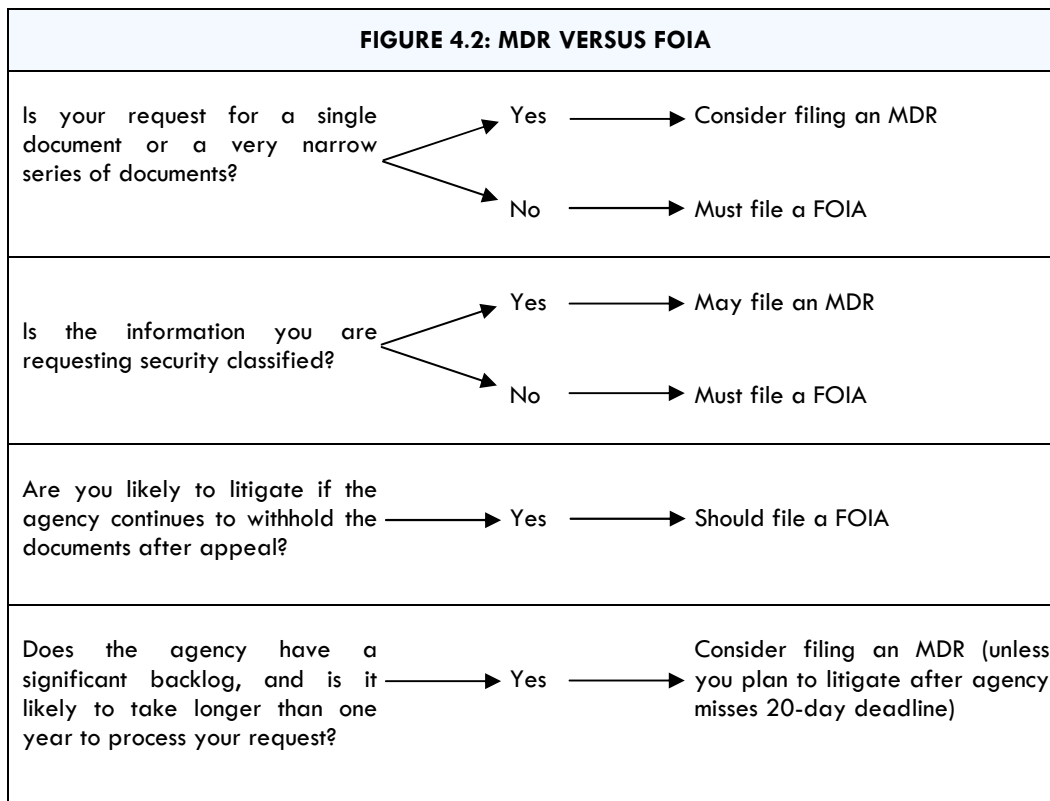 FIGURE 4.2: MDR VERSUS FOIA
Is your request for a single
document or a very narrow
series of documents?
Yes
Consider filing an MDR
No
Must file a FOIA
Is the information you are
requesting security classified?
Yes
May file an MDR
No
Must file a FOIA
Are you likely to litigate if the
agency continues to withhold the
documents after appeal?
Yes
Should file a FOIA
Does the agency have a
significant backlog, and is it
likely to take longer than one
year to process your request?
Yes
Consider filing an MDR (unless
you plan to litigate after agency
misses 20-day deadline)